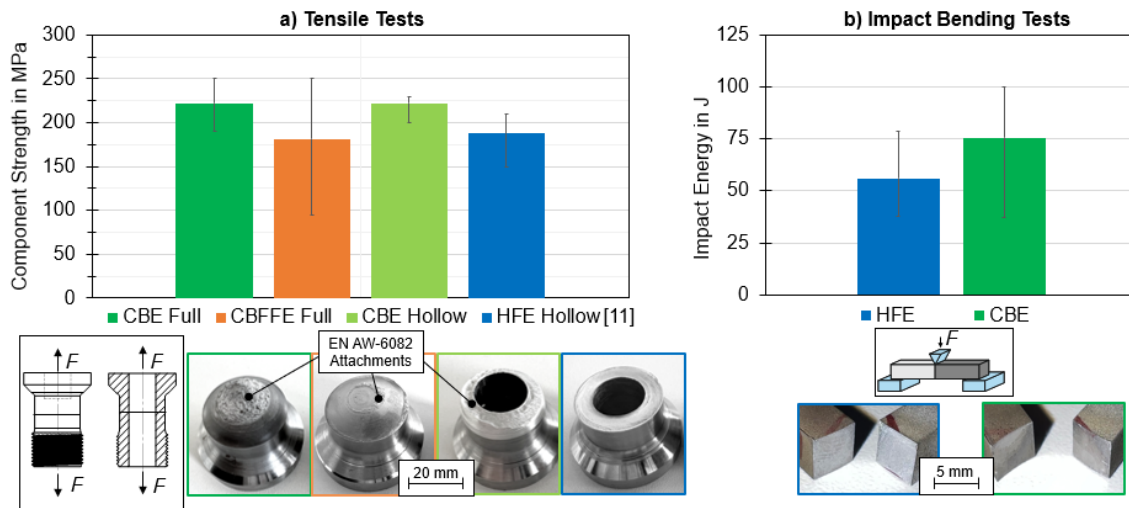 a) Tensile Tests
Component Strength in MPa
300
250
200
150
100
50
0
CBE Full CBFFE Full CBE Hollow HFE Hollow [11]
F F
F F
EN AW-6082
Attachments
20 mm
b) Impact Bending Tests
Impact Energy in J
125
100
75
50
25
0
HFE CBE
F
5 mm